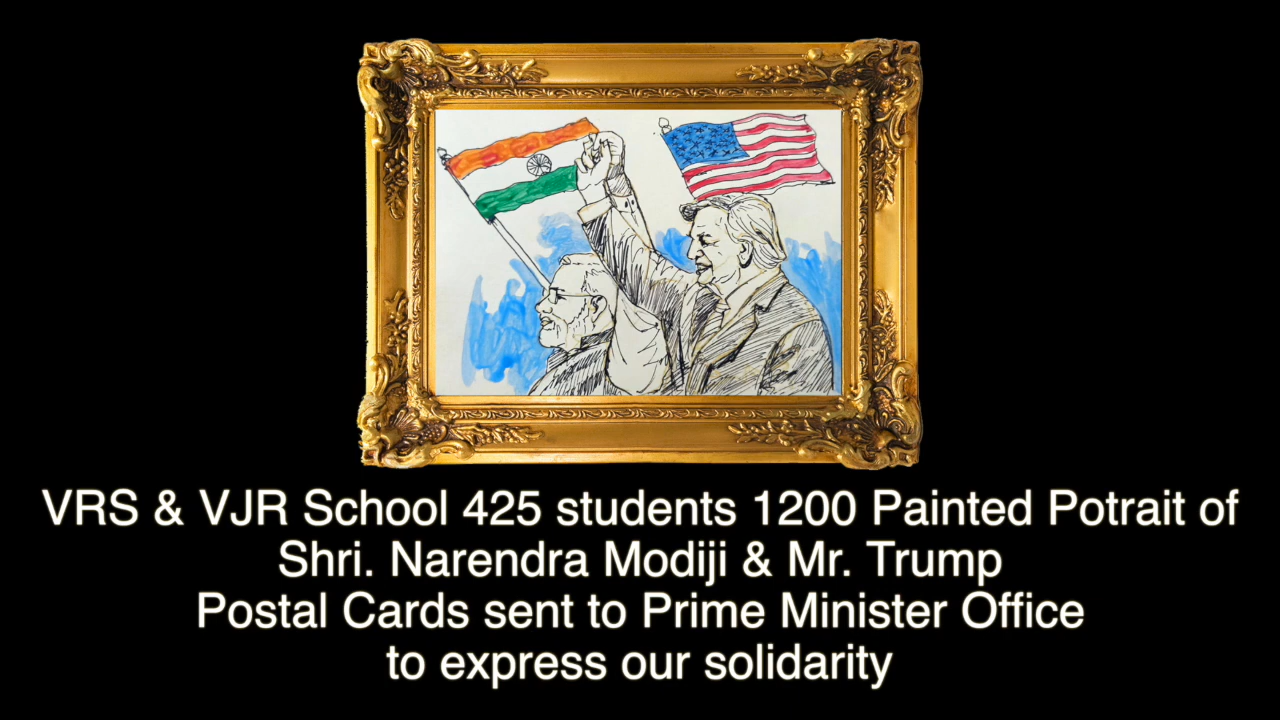 VRS & VJR School 425 students 1200 Painted Potrait of
Shri. Narendra Modiji & Mr. Trump
Postal Cards sent to Prime Minister Office
to express our solidarity